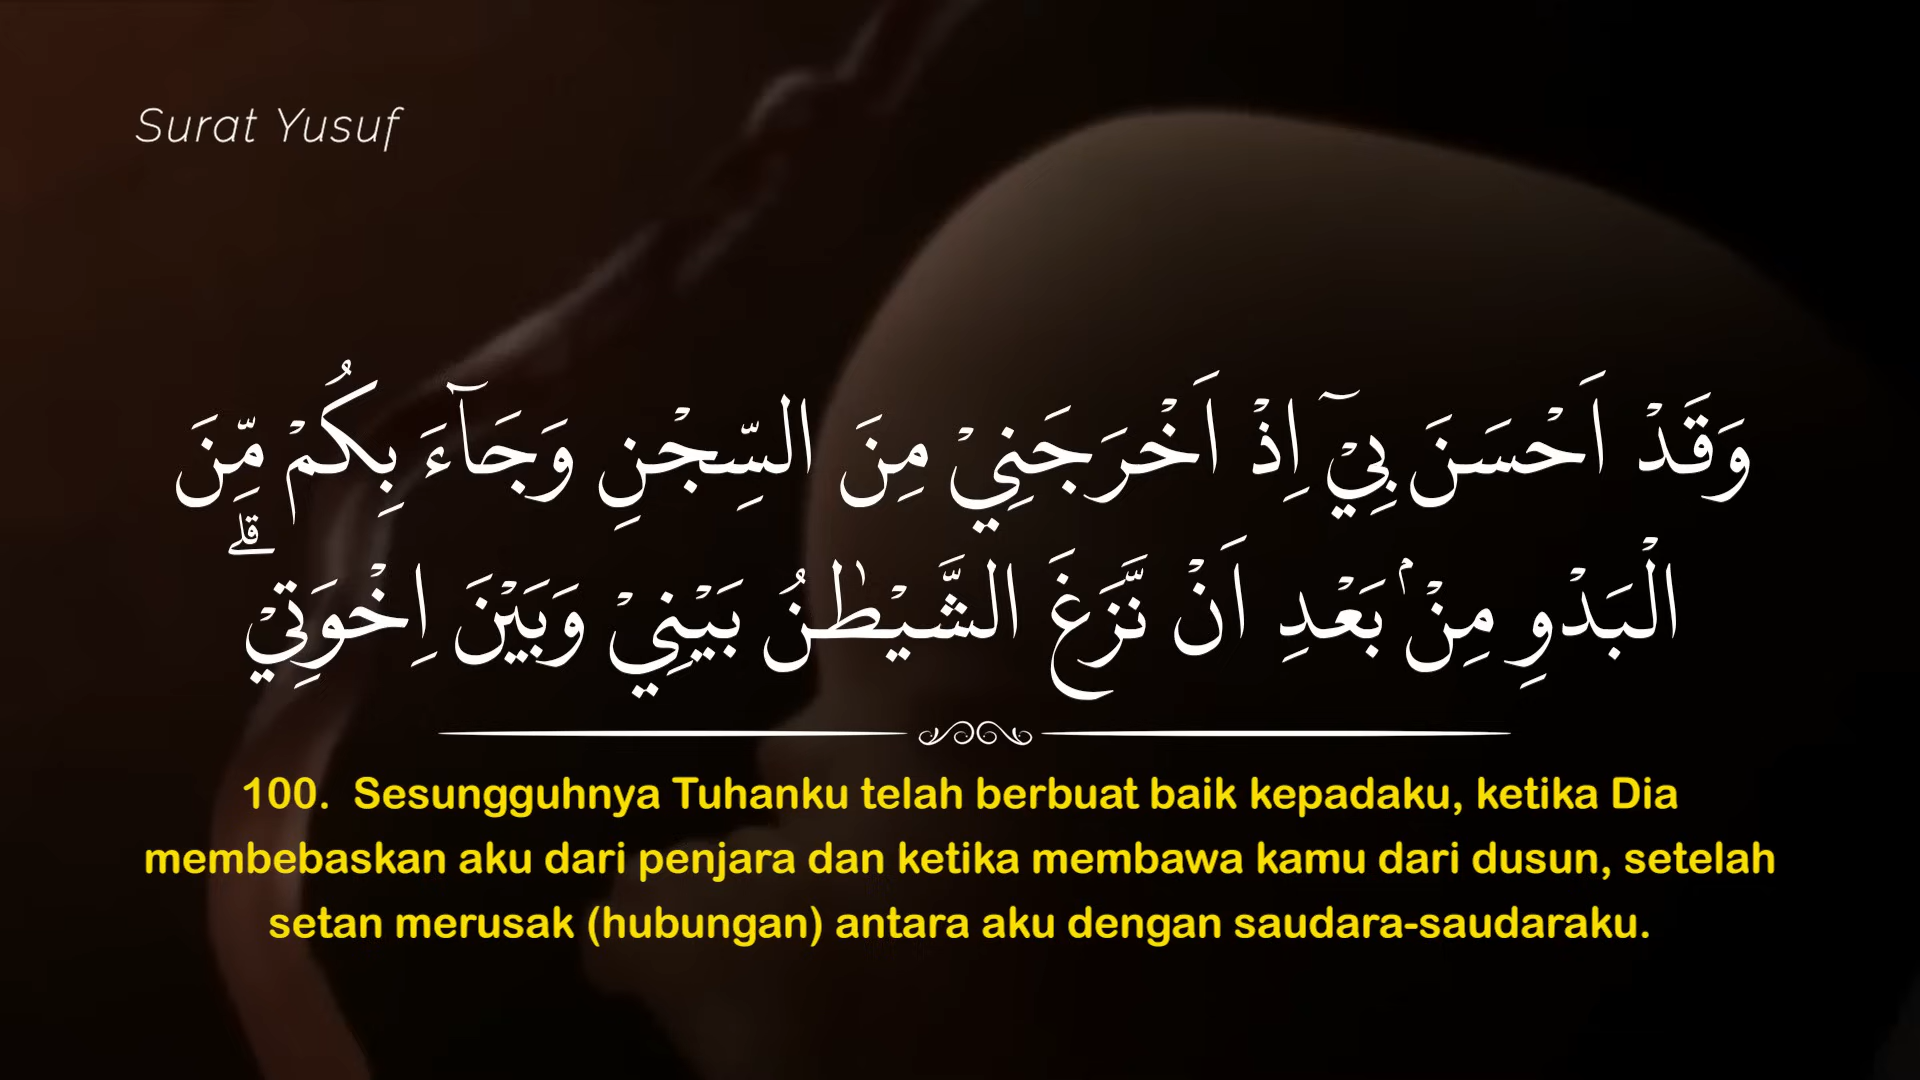 Surat Yusuf
وَقَدْ اَحْسَنَ بِيْٓ اِذْ اَخْرَجَنِيْ مِنَ السِّجْنِ وَجَاۤءَ بِكُمْ مِّنَ
الْبَدْوِ مِنْۢ بَعْدِ اَنْ نَّزَغَ الشَّيْطٰنُ بَيْنِيْ وَبَيْنَ اِخْوَتِيْۗ
100. Sesungguhnya Tuhanku telah berbuat baik kepadaku, ketika Dia
membebaskan aku dari penjara dan ketika membawa kamu dari dusun, setelah
setan merusak (hubungan) antara aku dengan saudara-saudaraku.